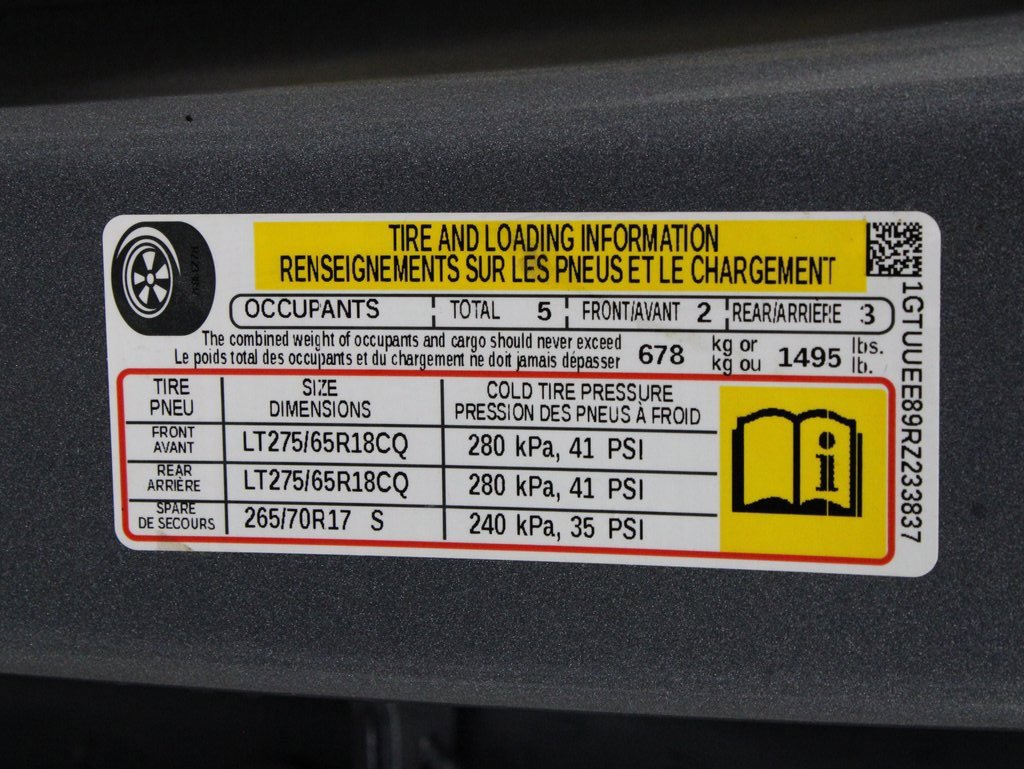 TIRE AND LOADING INFORMATION
RENSEIGNEMENTS SUR LES PNEUS ET LE CHARGEMENT
OCCUPANTS TOTAL 5 FRONT/AVANT 2 REAR/ARRIÈRE 3
The combined weight of occupants and cargo should never exceed
Le poids total des occupants et du chargement ne doit jamais dépasser
678 kg or 1495 lbs.
kg ou lb.
TIRE SIZE COLD TIRE PRESSURE
PNEU DIMENSIONS PRESSION DES PNEUS À FROID
FRONT
AVANT LT275/65R18CQ 280 kPa, 41 PSI
REAR
ARRIÈRE LT275/65R18CQ 280 kPa, 41 PSI
SPARE
DE SECOURS 265/70R17 S 240 kPa, 35 PSI
i
1GTUUEE89RZ233837